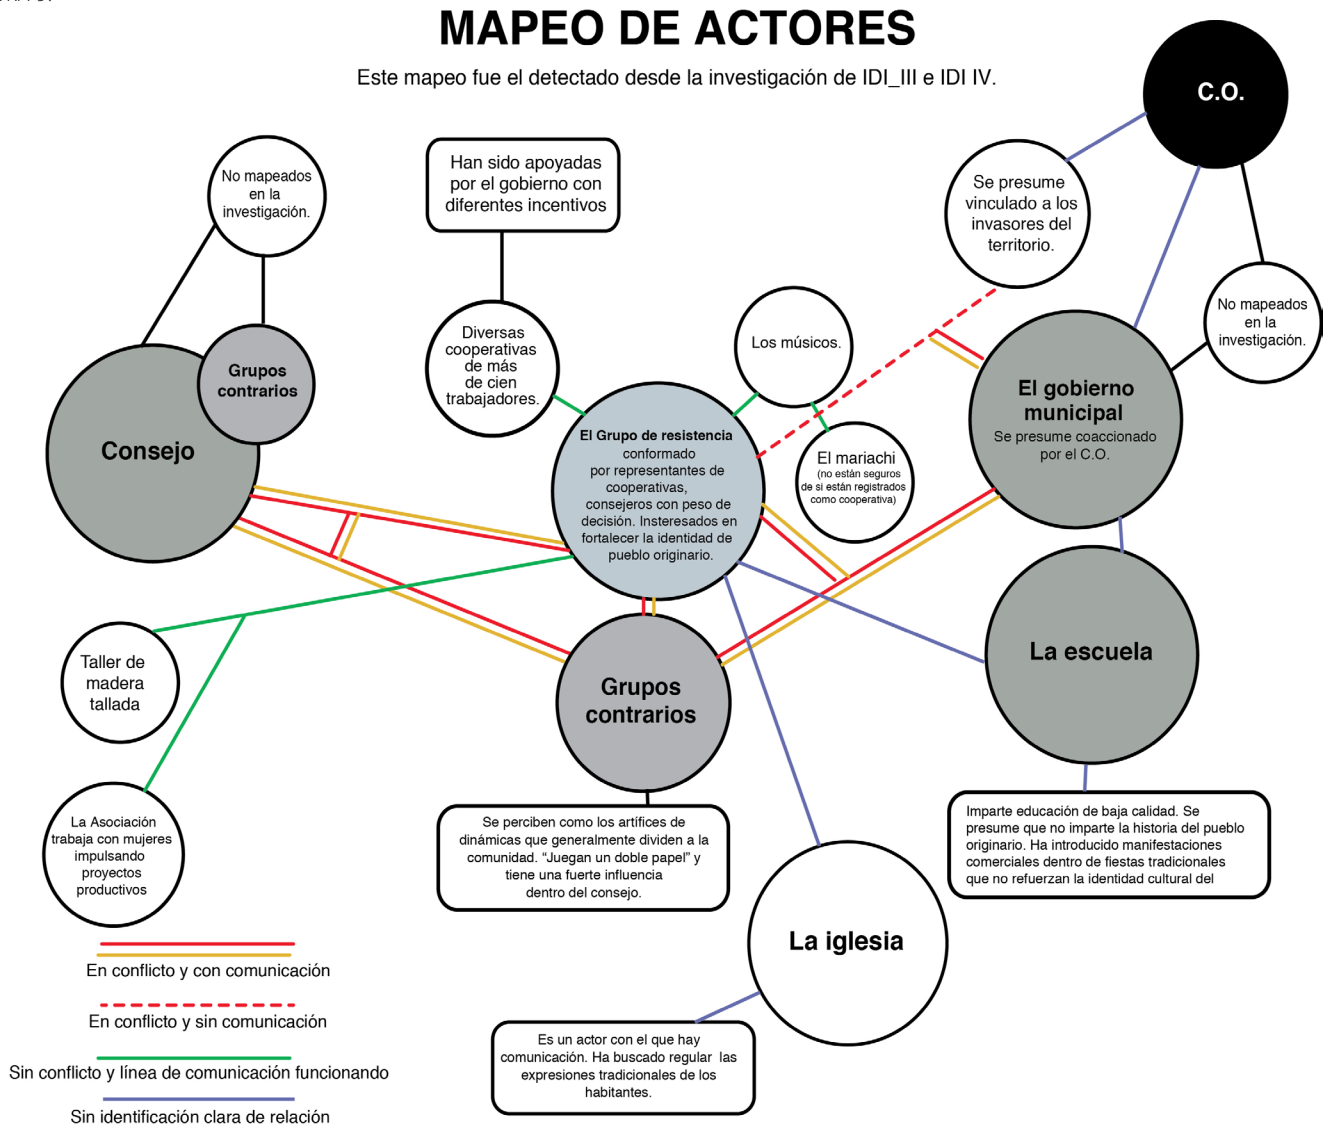 MAPEO DE ACTORES
Este mapeo fue el detectado desde la investigación de IDI_III e IDI IV.
C.O.
No mapeados
en la
investigación.
Han sido apoyadas
por el gobierno con
diferentes incentivos
Se presume
vinculado a los
invasores del
territorio.
No mapeados
en la
investigación.
Grupos
contrarios
Consejo
Diversas
cooperativas
de más
de cien
trabajadores.
Los músicos.
El gobierno
municipal
Se presume coaccionado
por el C.O.
El Grupo de resistencia
conformado
por representantes de
cooperativas,
consejeros con peso de
decisión. Insteresados en
fortalecer la identidad de
pueblo originario.
El mariachi
(no están seguros
de si están registrados
como cooperativa)
Taller de
madera
tallada
Grupos
contrarios
La escuela
La Asociación
trabaja con mujeres
impulsando
proyectos
productivos
Se perciben como los artífices de
dinámicas que generalmente dividen a la
comunidad. “Juegan un doble papel” y
tiene una fuerte influencia
dentro del consejo.
Imparte educación de baja calidad. Se
presume que no imparte la historia del pueblo
originario. Ha introducido manifestaciones
comerciales dentro de fiestas tradicionales
que no refuerzan la identidad cultural del
La iglesia
Es un actor con el que hay
comunicación. Ha buscado regular las
expresiones tradicionales de los
habitantes.
En conflicto y con comunicación
En conflicto y sin comunicación
Sin conflicto y línea de comunicación funcionando
Sin identificación clara de relación